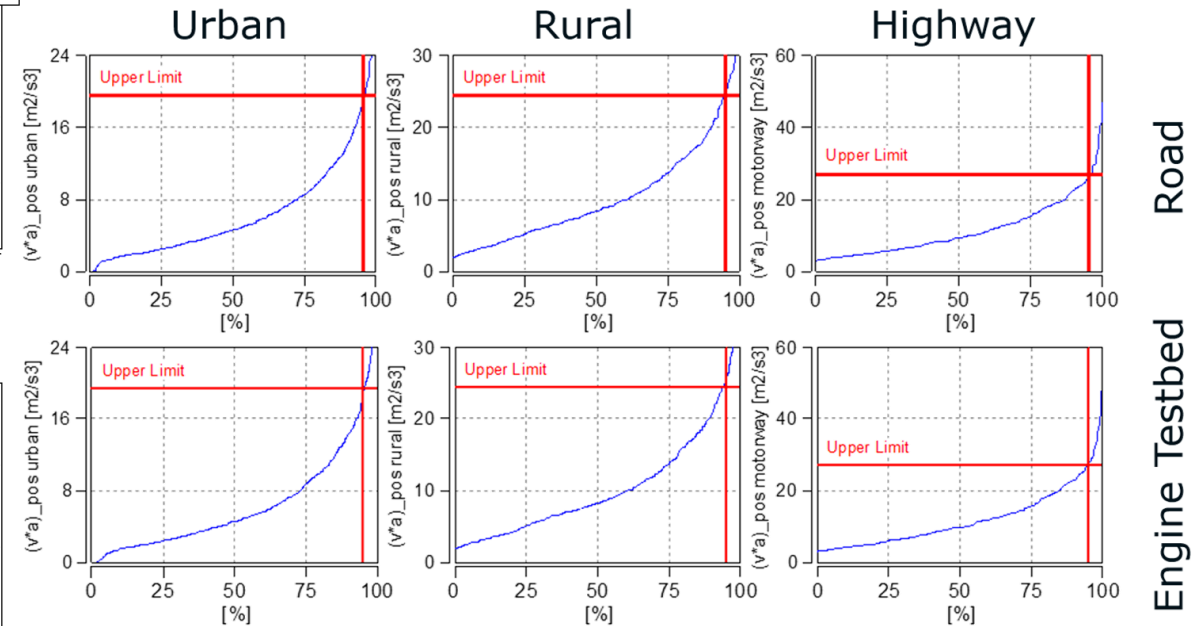 Urban Rural Highway
(v*a)_pos urban [m2/s3]
24
16
8
0
Upper Limit
0 25 50 75 100
[%]
(v*a)_pos rural [m2/s3]
30
20
10
0
Upper Limit
0 25 50 75 100
[%]
(v*a)_pos motorway [m2/s3]
60
40
20
0
Upper Limit
0 25 50 75 100
[%]
Road
(v*a)_pos urban [m2/s3]
24
16
8
0
Upper Limit
0 25 50 75 100
[%]
(v*a)_pos rural [m2/s3]
30
20
10
0
Upper Limit
0 25 50 75 100
[%]
(v*a)_pos motorway [m2/s3]
60
40
20
0
Upper Limit
0 25 50 75 100
[%]
Engine Testbed